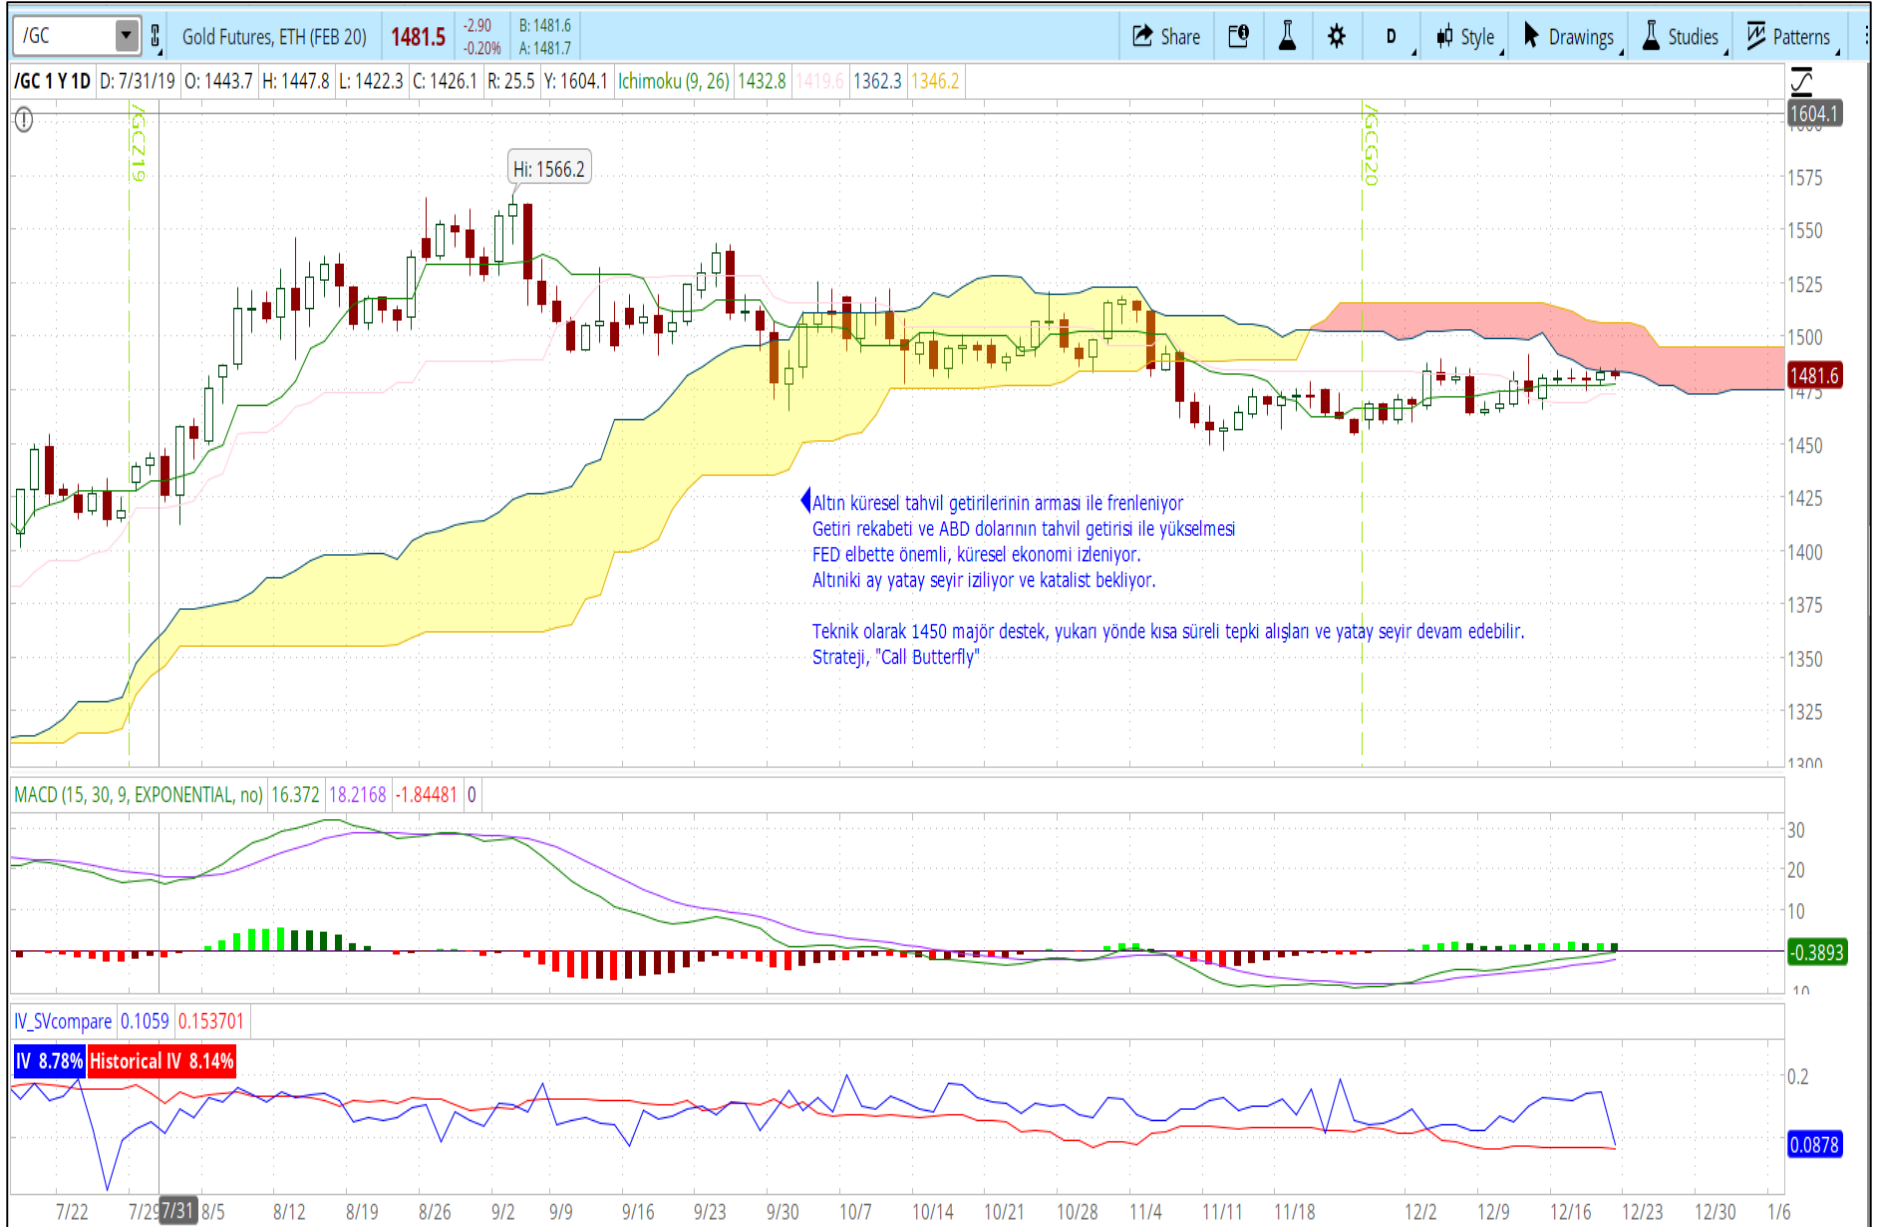 /GC
Gold Futures, ETH (FEB 20)
1481.5
-2.90
-0.20%
B: 1481.6
A: 1481.7
Share
D
Style
Drawings
Studies
Patterns
/GC 1 Y 1D
D: 7/31/19
O: 1443.7
H: 1447.8
L: 1422.3
C: 1426.1
R: 25.5
Y: 1604.1
Ichimoku (9, 26)
1432.8
1419.6
1362.3
1346.2
/GCZ19
/GCG20
Hi: 1566.2
1604.1
1600
1575
1550
1525
1500
1481.6
1475
1450
1425
1400
1375
1350
1325
1300
Altın küresel tahvil getirilerinin arması ile frenleniyor
Getiri rekabeti ve ABD dolarının tahvil getirisi ile yükselmesi
FED elbette önemli, küresel ekonomi izleniyor.
Altıniki ay yatay seyir iziliyor ve katalist bekliyor.
Teknik olarak 1450 majör destek, yukarı yönde kısa süreli tepki alışları ve yatay seyir devam edebilir.
Strateji, "Call Butterfly"
MACD (15, 30, 9, EXPONENTIAL, no)
16.372
18.2168
-1.84481
0
30
20
10
-0.3893
-10
IV_SVcompare
0.1059
0.153701
IV 8.78%
Historical IV 8.14%
0.2
0.0878
7/22
7/29
7/31
8/5
8/12
8/19
8/26
9/2
9/9
9/16
9/23
9/30
10/7
10/14
10/21
10/28
11/4
11/11
11/18
12/2
12/9
12/16
12/23
12/30
1/6